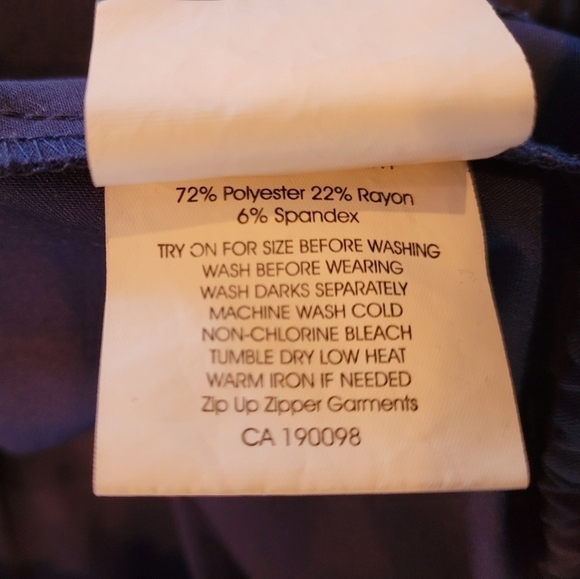 72% Polyester 22% Rayon
6% Spandex
TRY ON FOR SIZE BEFORE WASHING
WASH BEFORE WEARING
WASH DARKS SEPARATELY
MACHINE WASH COLD
NON-CHLORINE BLEACH
TUMBLE DRY LOW HEAT
WARM IRON IF NEEDED
Zip Up Zipper Garments
CA 190098